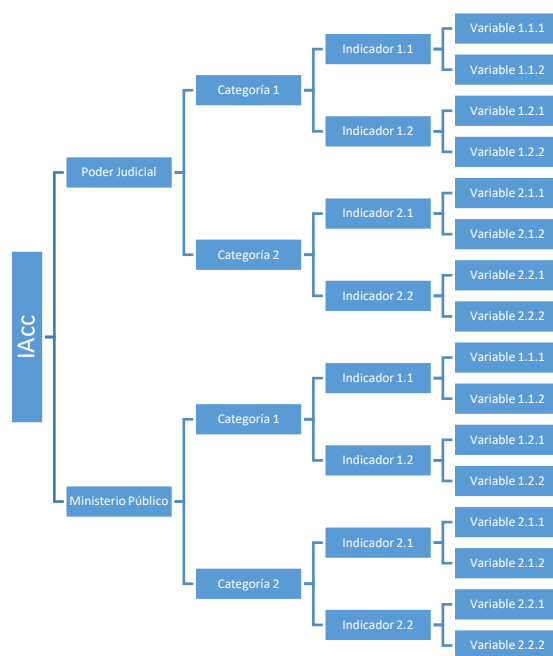 IAcc
Poder Judicial
Categoría 1
Indicador 1.1
Variable 1.1.1
Variable 1.1.2
Indicador 1.2
Variable 1.2.1
Variable 1.2.2
Categoría 2
Indicador 2.1
Variable 2.1.1
Variable 2.1.2
Indicador 2.2
Variable 2.2.1
Variable 2.2.2
Ministerio Público
Categoría 1
Indicador 1.1
Variable 1.1.1
Variable 1.1.2
Indicador 1.2
Variable 1.2.1
Variable 1.2.2
Categoría 2
Indicador 2.1
Variable 2.1.1
Variable 2.1.2
Indicador 2.2
Variable 2.2.1
Variable 2.2.2